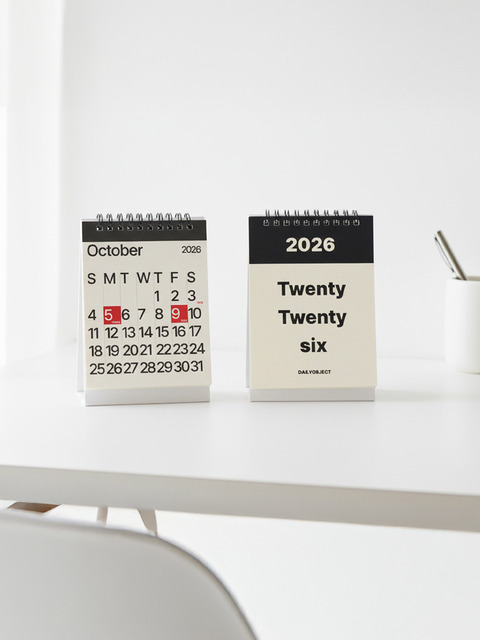 October 2026
S M T W T F S
1 2 3
4 5 6 7 8 9 10
11 12 13 14 15 16 17
18 19 20 21 22 23 24
25 26 27 28 29 30 31
2026
Twenty
Twenty
six
DAILYOBJECT